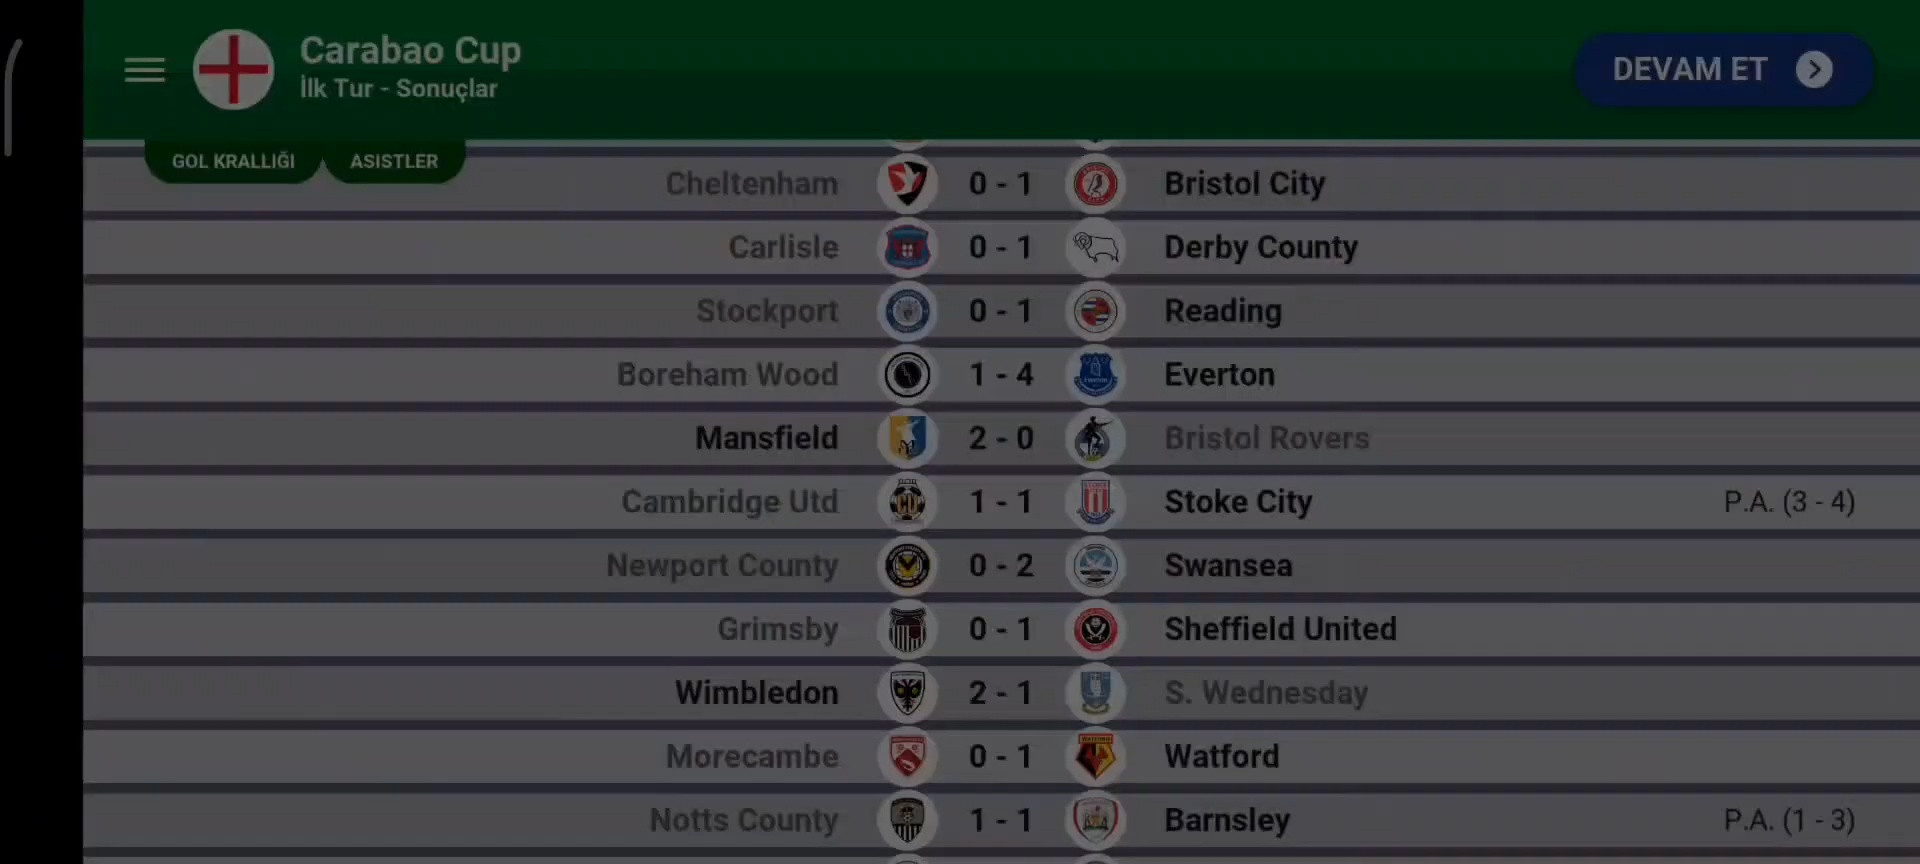 Carabao Cup
İlk Tur - Sonuçlar
DEVAM ET
GOL KRALLIĞI ASISTLER
Cheltenham 0 - 1 Bristol City
Carlisle 0 - 1 Derby County
Stockport 0 - 1 Reading
Boreham Wood 1 - 4 Everton
Mansfield 2 - 0 Bristol Rovers
Cambridge Utd 1 - 1 Stoke City P.A. (3 - 4)
Newport County 0 - 2 Swansea
Grimsby 0 - 1 Sheffield United
Wimbledon 2 - 1 S. Wednesday
Morecambe 0 - 1 Watford
Notts County 1 - 1 Barnsley P.A. (1 - 3)